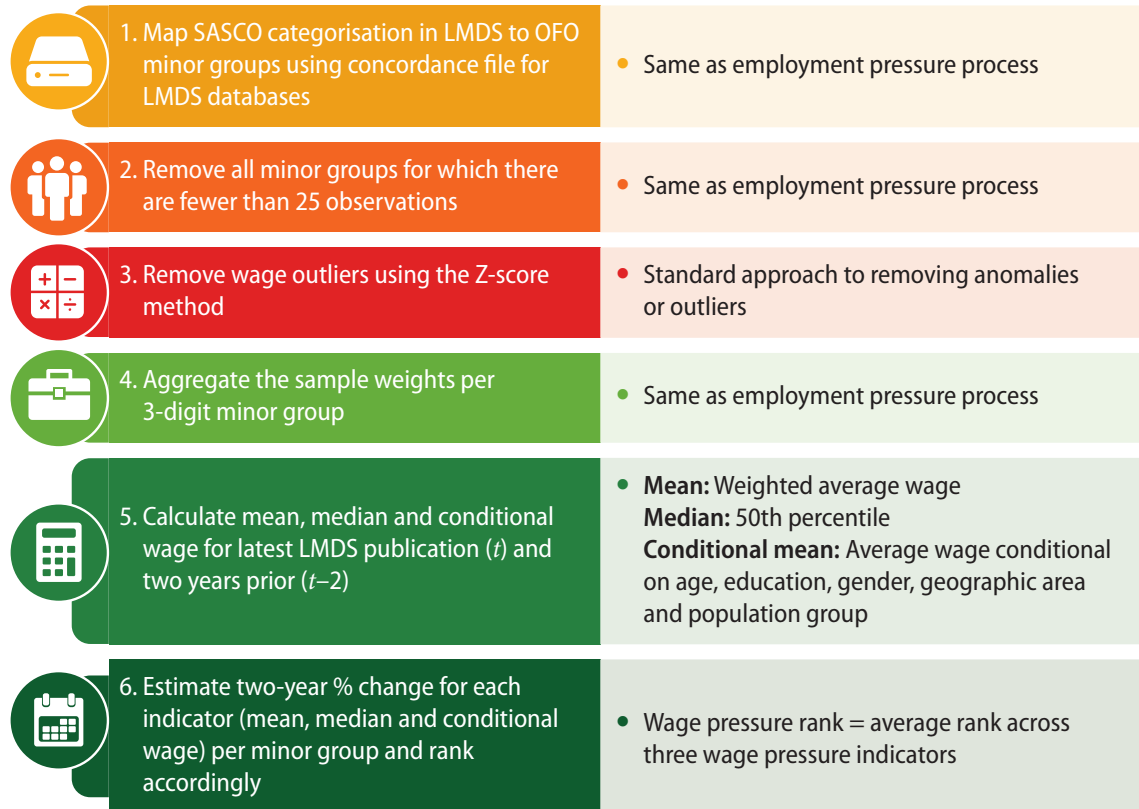 1. Map SASCO categorisation in LMDS to OFO
minor groups using concordance file for
LMDS databases
• Same as employment pressure process
2. Remove all minor groups for which there
are fewer than 25 observations
• Same as employment pressure process
3. Remove wage outliers using the Z-score
method
• Standard approach to removing anomalies
or outliers
4. Aggregate the sample weights per
3-digit minor group
• Same as employment pressure process
5. Calculate mean, median and conditional
wage for latest LMDS publication (t) and
two years prior (t–2)
• Mean: Weighted average wage
Median: 50th percentile
Conditional mean: Average wage conditional
on age, education, gender, geographic area
and population group
6. Estimate two-year % change for each
indicator (mean, median and conditional
wage) per minor group and rank
accordingly
• Wage pressure rank = average rank across
three wage pressure indicators